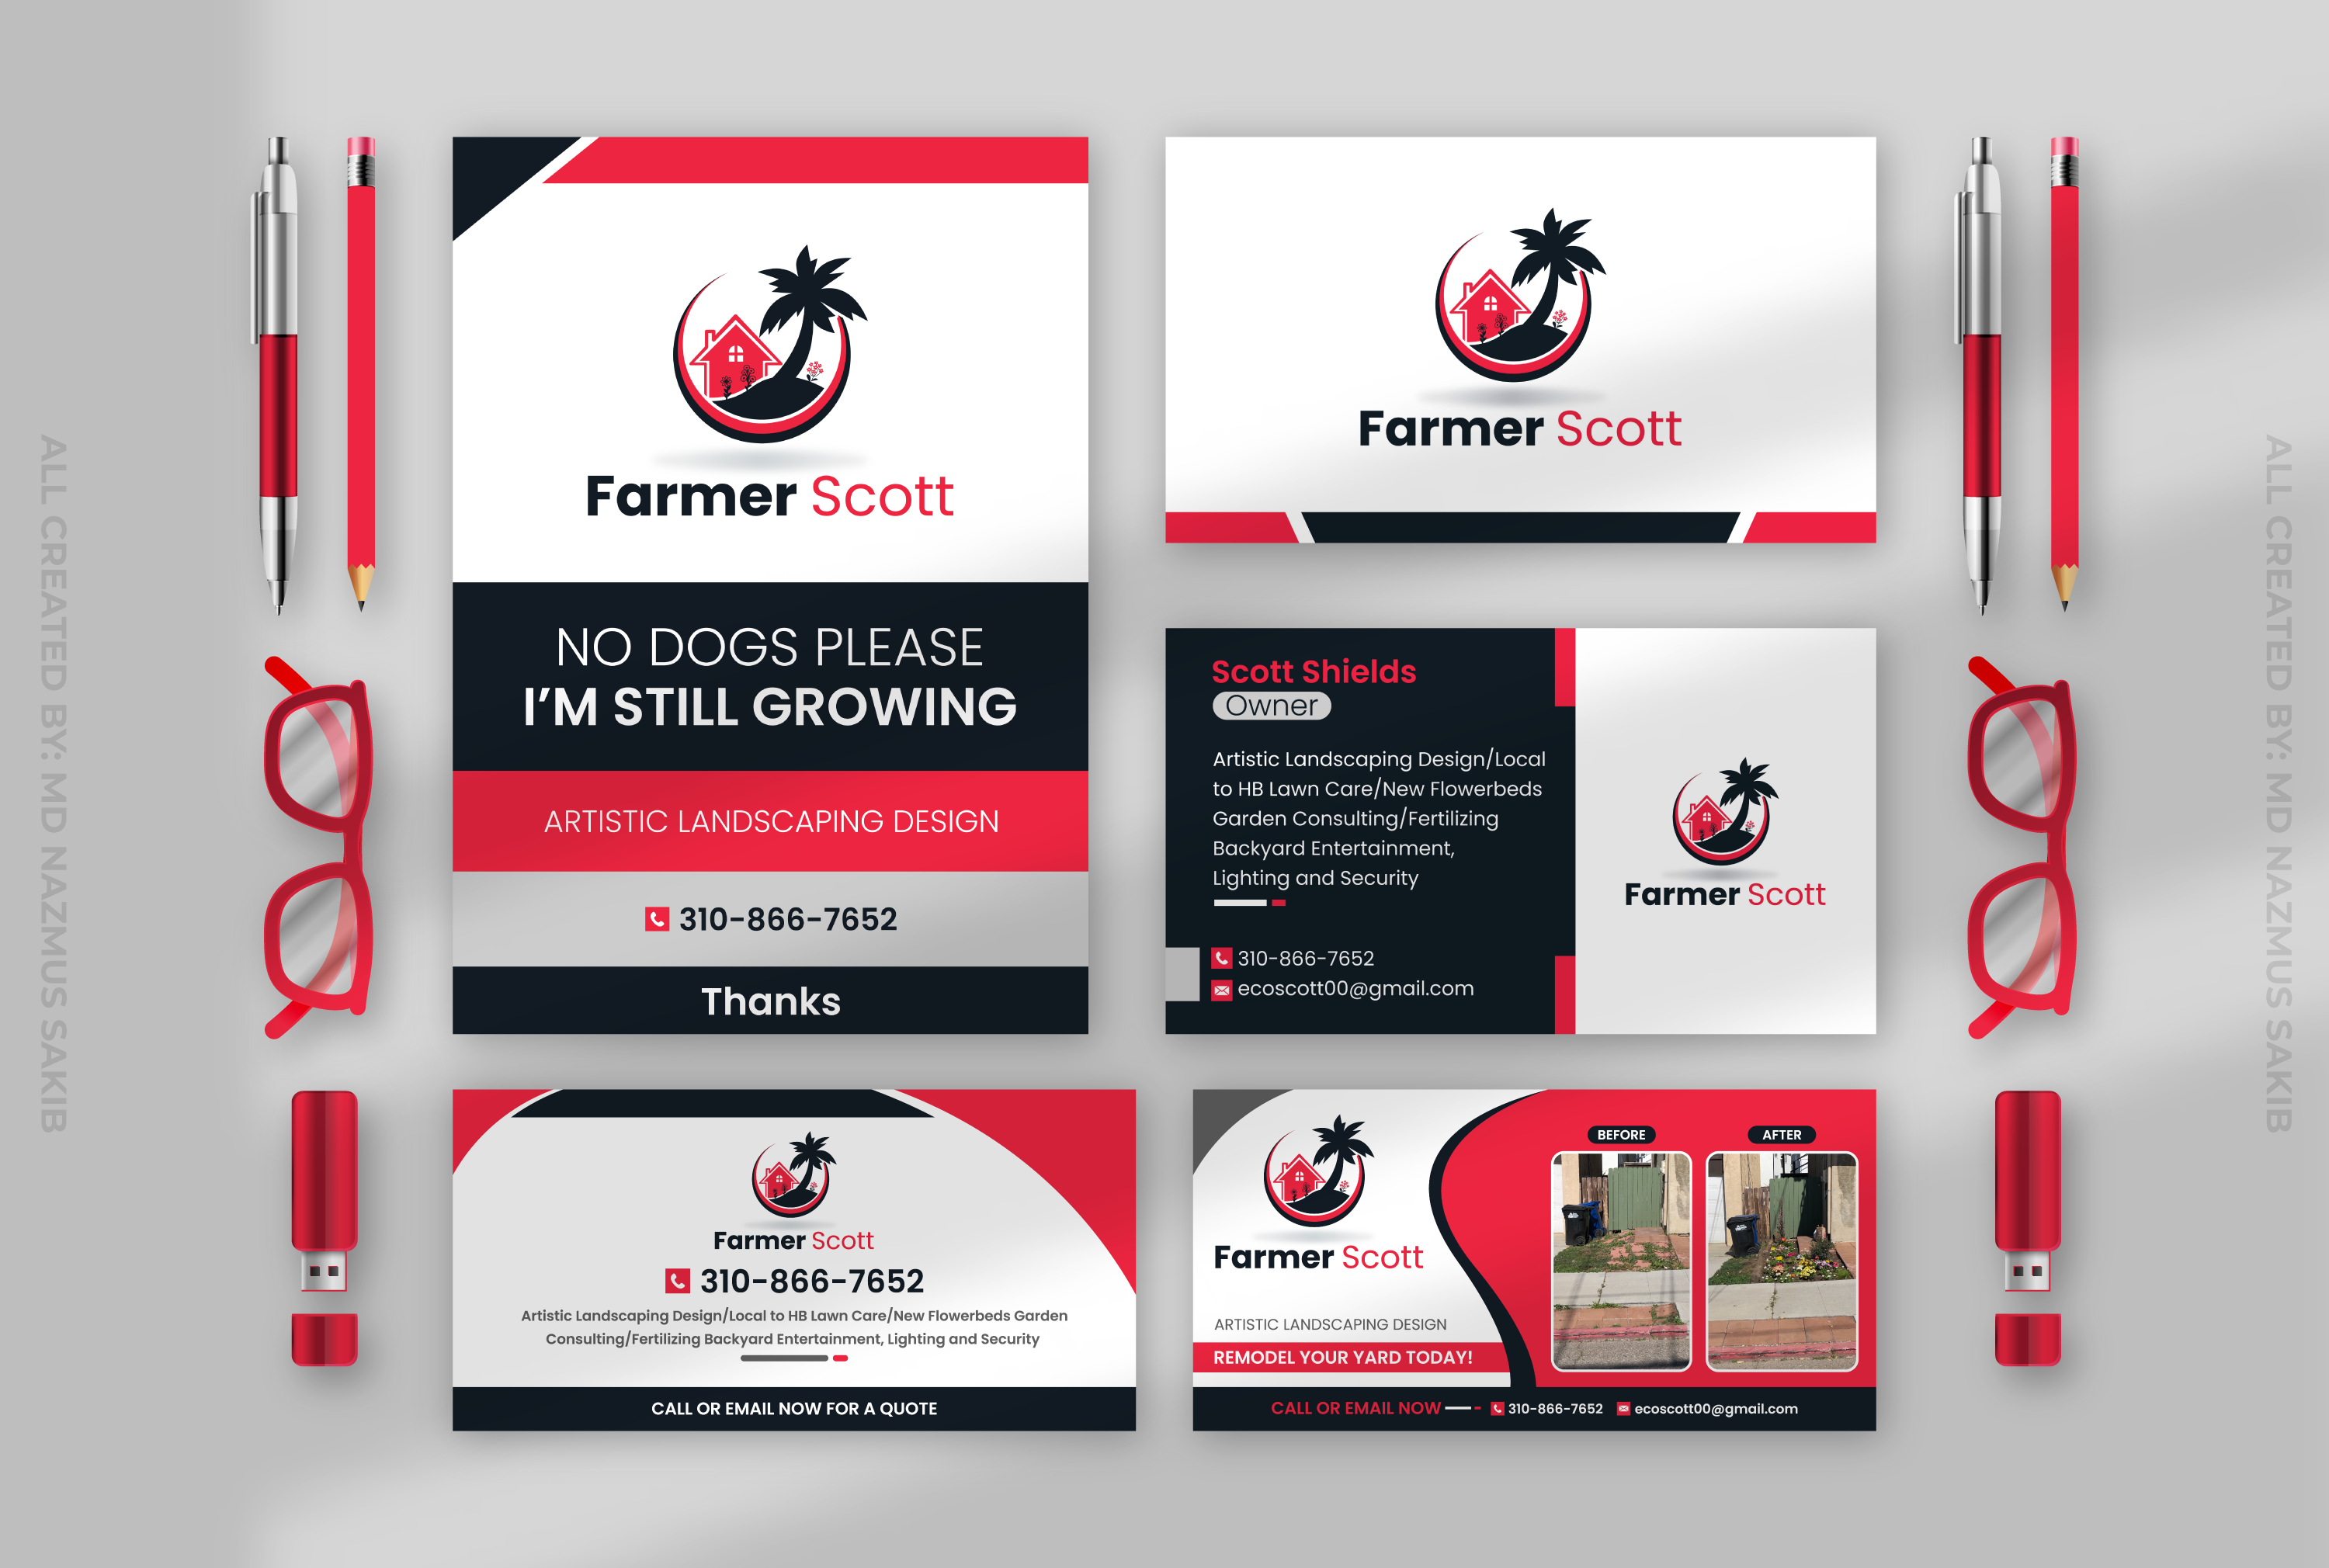 ALL CREATED BY: MD NAZMUS SAKIB
Farmer Scott
NO DOGS PLEASE
I'M STILL GROWING
ARTISTIC LANDSCAPING DESIGN
310-866-7652
Thanks
Farmer Scott
Scott Shields
Owner
Artistic Landscaping Design/Local
to HB Lawn Care/New Flowerbeds
Garden Consulting/Fertilizing
Backyard Entertainment,
Lighting and Security
310-866-7652
ecoscott00@gmail.com
Farmer Scott
Farmer Scott
310-866-7652
Artistic Landscaping Design/Local to HB Lawn Care/New Flowerbeds Garden
Consulting/Fertilizing Backyard Entertainment, Lighting and Security
CALL OR EMAIL NOW FOR A QUOTE
Farmer Scott
ARTISTIC LANDSCAPING DESIGN
REMODEL YOUR YARD TODAY!
BEFORE
AFTER
CALL OR EMAIL NOW
310-866-7652
ecoscott00@gmail.com
ALL CREATED BY: MD NAZMUS SAKIB